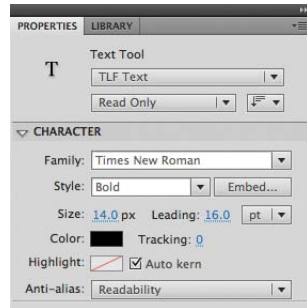 PROPERTIES LIBRARY
Text Tool
T
TLF Text
Read Only
CHARACTER
Family: Times New Roman
Style: Bold Embed...
Size: 14.0 px Leading: 16.0 pt
Color: Tracking: 0
Highlight: Auto kern
Anti-alias: Readability